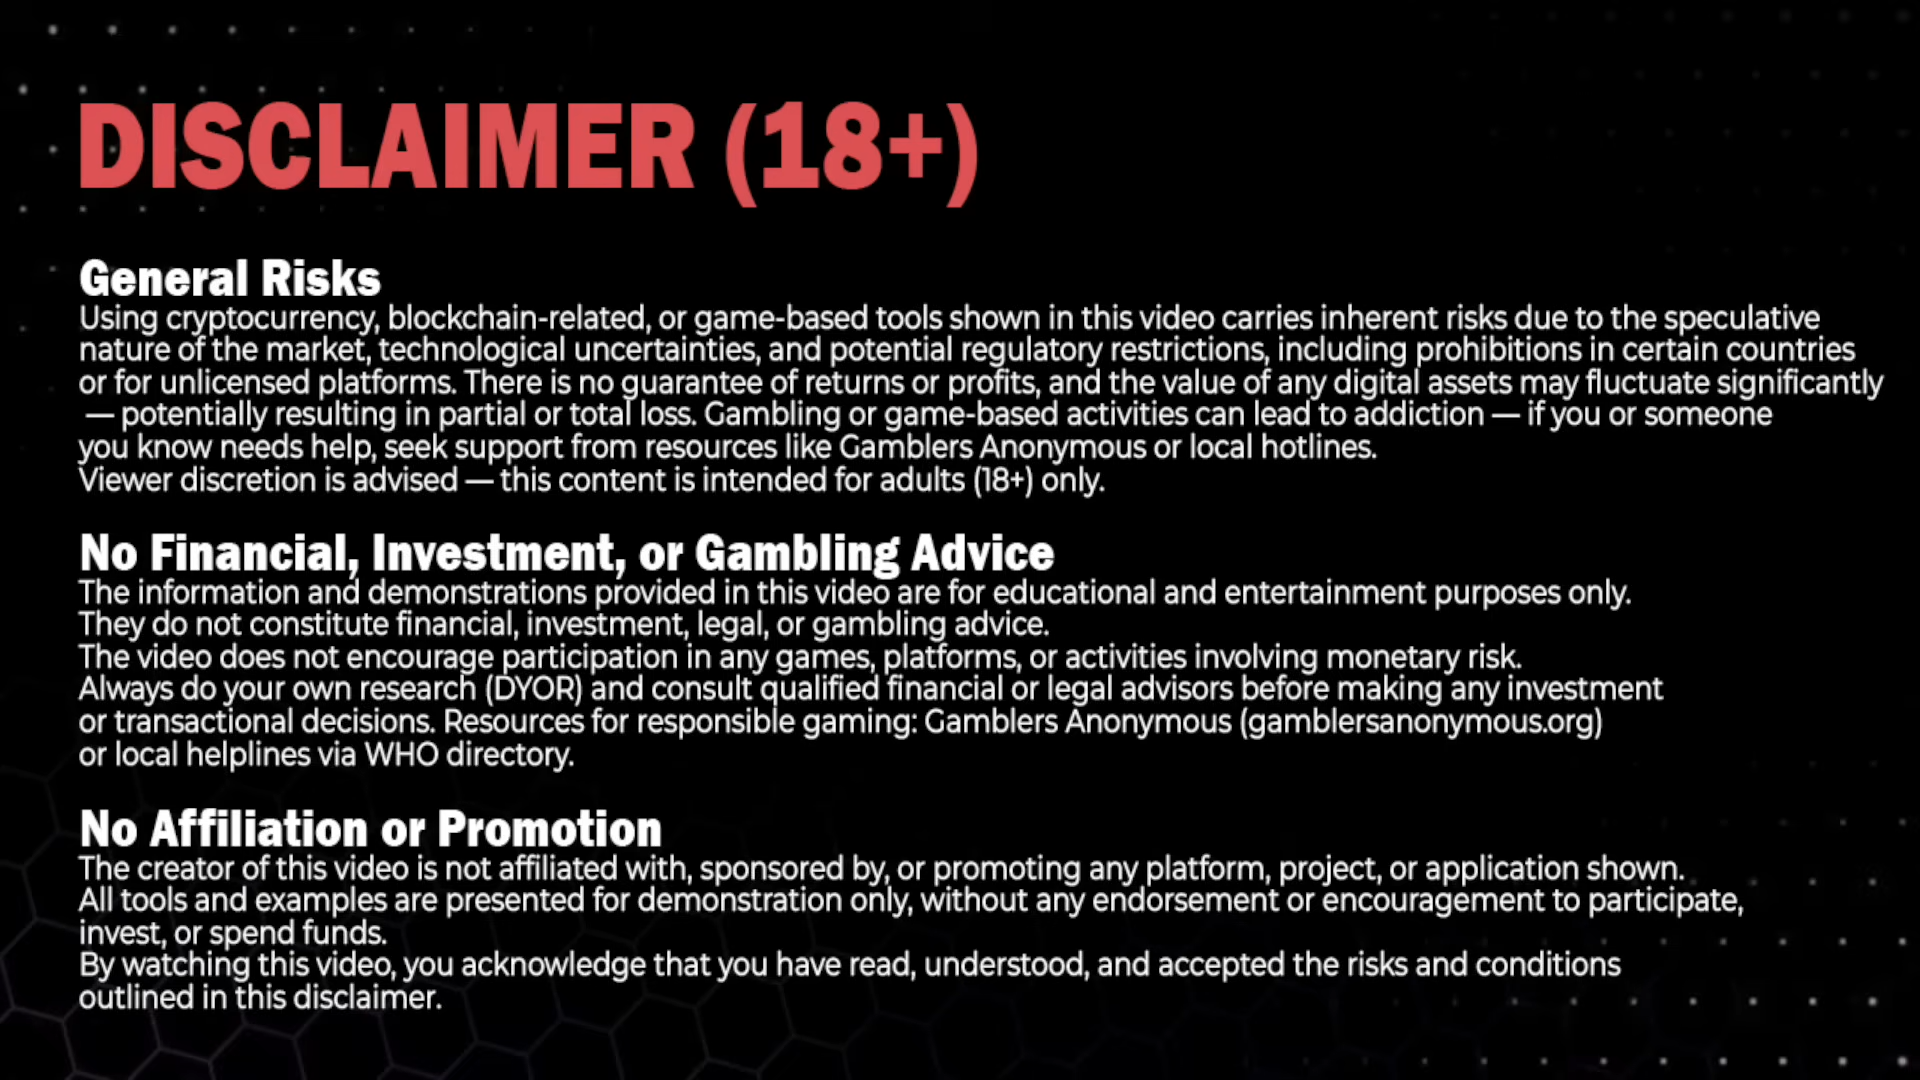 DISCLAIMER (18+)
General Risks
Using cryptocurrency, blockchain-related, or game-based tools shown in this video carries inherent risks due to the speculative
nature of the market, technological uncertainties, and potential regulatory restrictions, including prohibitions in certain countries
or for unlicensed platforms. There is no guarantee of returns or profits, and the value of any digital assets may fluctuate significantly
— potentially resulting in partial or total loss. Gambling or game-based activities can lead to addiction — if you or someone
you know needs help, seek support from resources like Gamblers Anonymous or local hotlines.
Viewer discretion is advised — this content is intended for adults (18+) only.
No Financial, Investment, or Gambling Advice
The information and demonstrations provided in this video are for educational and entertainment purposes only.
They do not constitute financial, investment, legal, or gambling advice.
The video does not encourage participation in any games, platforms, or activities involving monetary risk.
Always do your own research (DYOR) and consult qualified financial or legal advisors before making any investment
or transactional decisions. Resources for responsible gaming: Gamblers Anonymous (gamblersanonymous.org)
or local helplines via WHO directory.
No Affiliation or Promotion
The creator of this video is not affiliated with, sponsored by, or promoting any platform, project, or application shown.
All tools and examples are presented for demonstration only, without any endorsement or encouragement to participate,
invest, or spend funds.
By watching this video, you acknowledge that you have read, understood, and accepted the risks and conditions
outlined in this disclaimer.